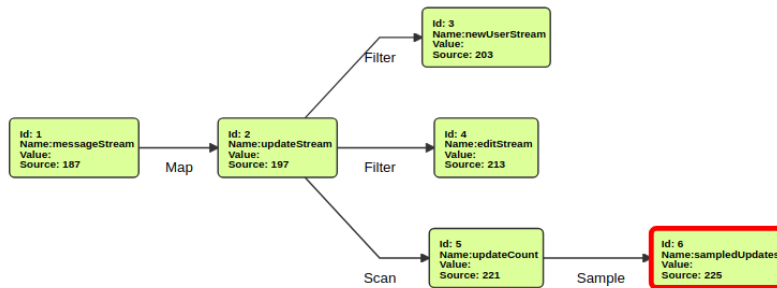 Id: 3
Name:newUserStream
Value:
Source: 203
Filter
Id: 1
Name:messageStream
Value:
Source: 187
Map
Id: 2
Name:updateStream
Value:
Source: 197
Filter
Id: 4
Name:editStream
Value:
Source: 213
Scan
Id: 5
Name:updateCount
Value:
Source: 221
Sample
Id: 6
Name:sampledUpdates
Value:
Source: 225